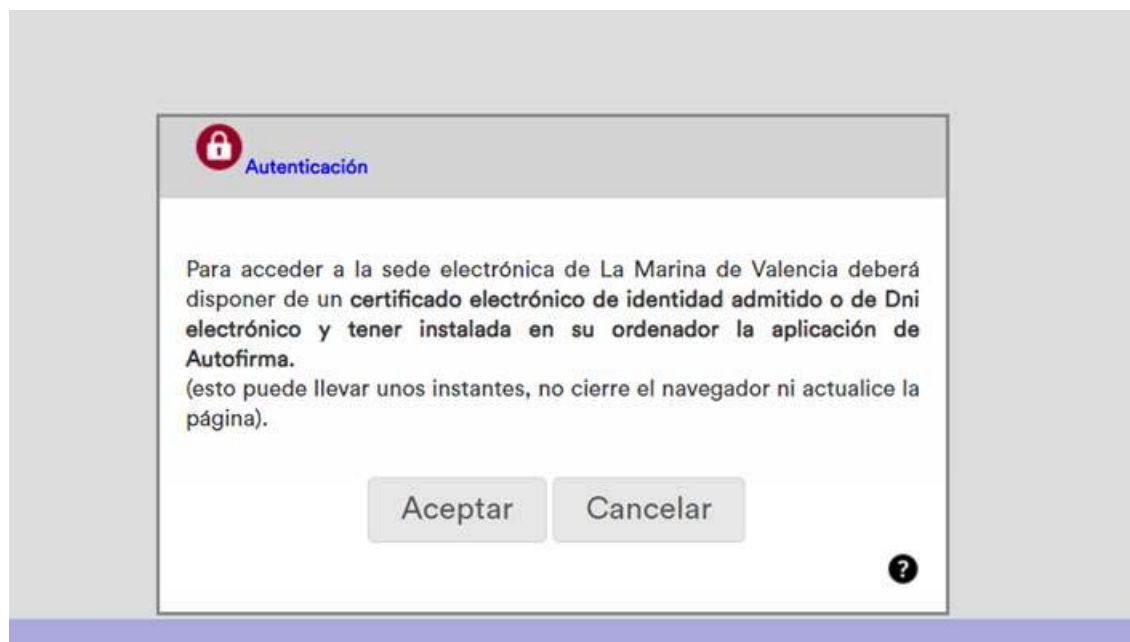 Autenticación
Para acceder a la sede electrónica de La Marina de Valencia deberá
disponer de un certificado electrónico de identidad admitido o de Dni
electrónico y tener instalada en su ordenador la aplicación de
Autofirma.
(esto puede llevar unos instantes, no cierre el navegador ni actualice la
página).
Aceptar Cancelar
?